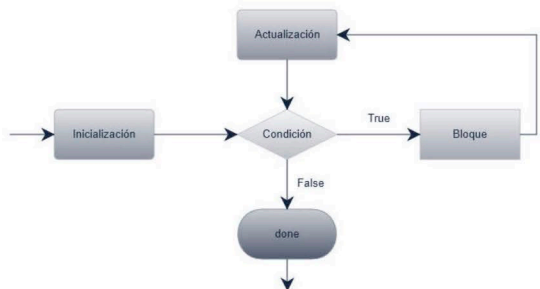 Actualización
Inicialización
Condición
True
Bloque
False
done